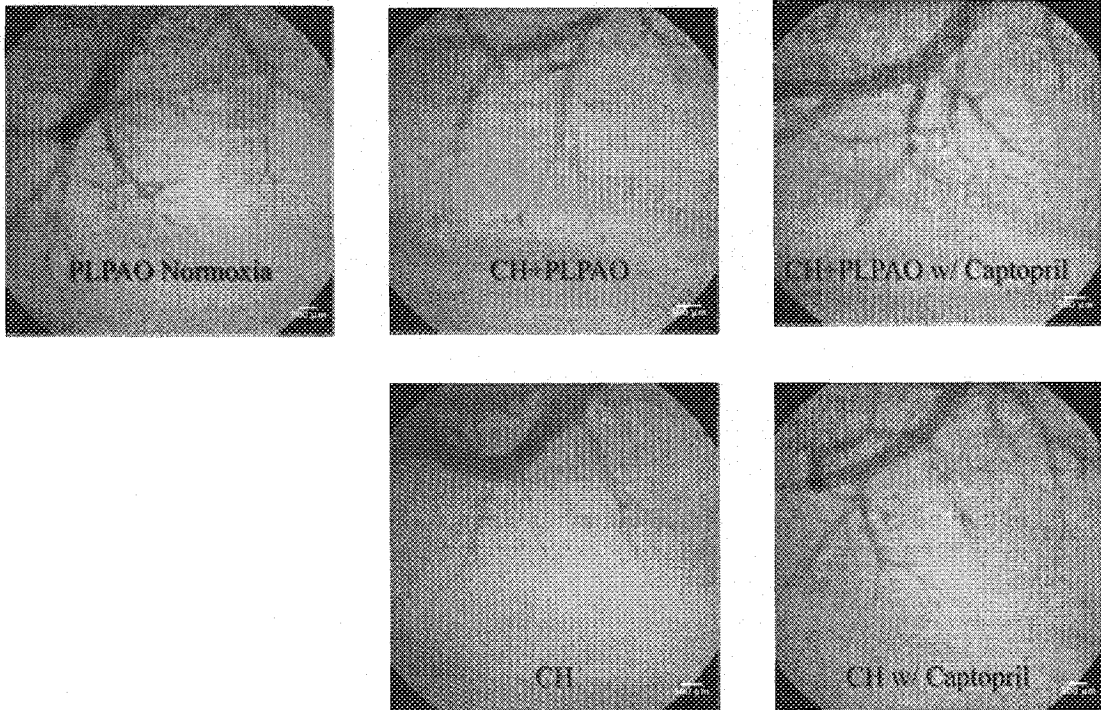 PLPAO Normoxia
CH+PLPAO
CH+PLPAO w/ Captopril
CH
CH w/ Captopril